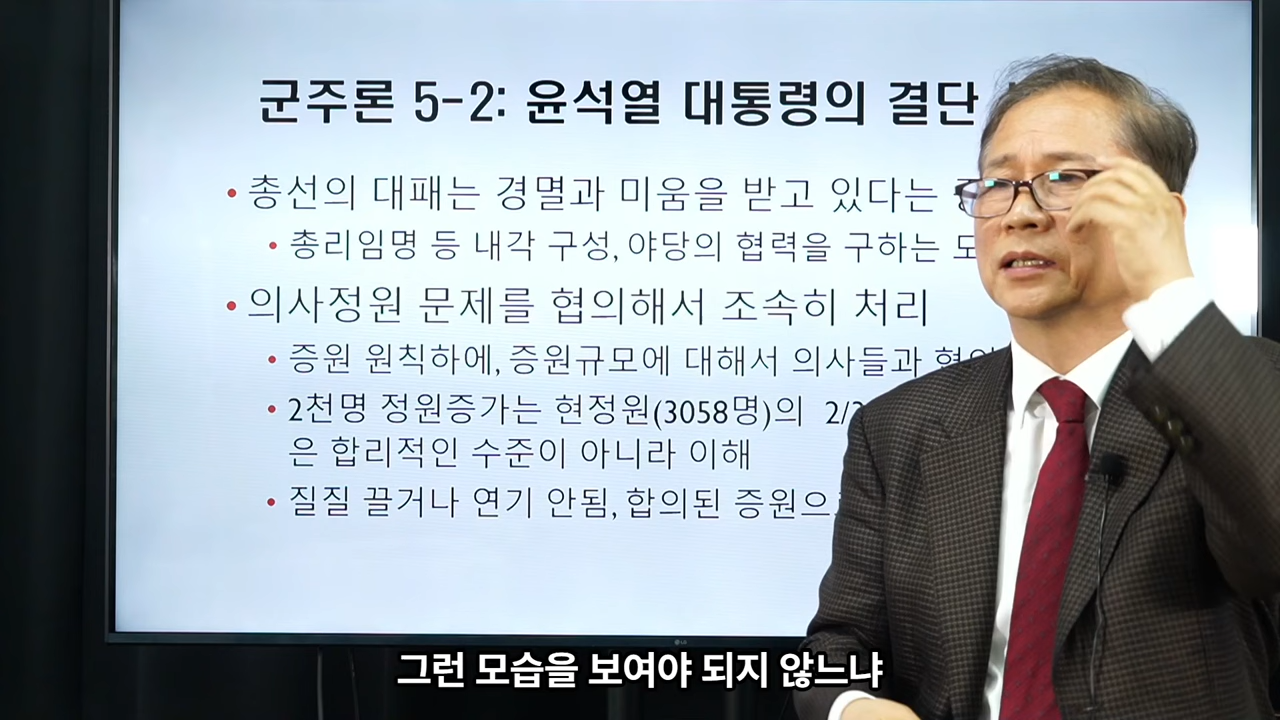 군주론 5-2: 윤석열 대통령의 결단
• 총선의 대패는 경멸과 미움을 받고 있다는
• 총리임명 등 내각 구성, 야당의 협력을 구하는
• 의사정원 문제를 협의해서 조속히 처리
• 증원 원칙하에, 증원규모에 대해서 의사들과
• 2천명 정원증가는 현정원(3058명)의 2/3
은 합리적인 수준이 아니라 이해
• 질질 끌거나 연기 안됨, 합의된 증원으로
LG
그런 모습을 보여야 되지 않느냐